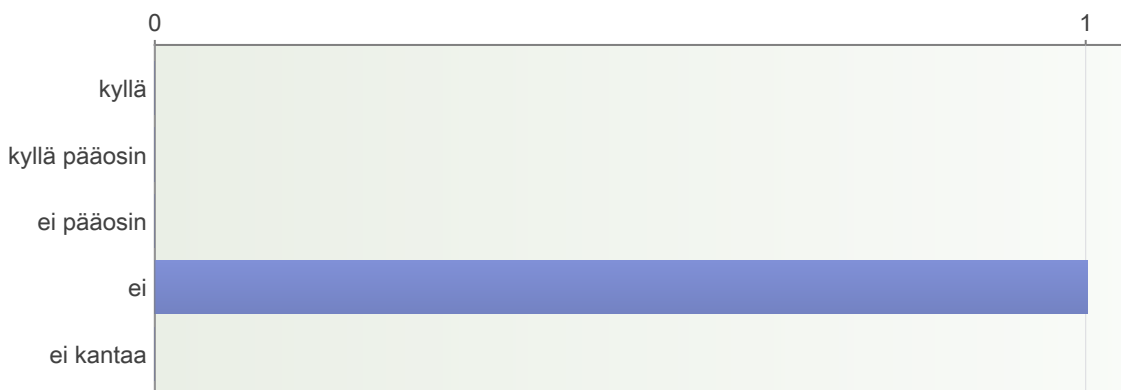 0 1
kyllä
kyllä pääosin
ei pääosin
ei
ei kantaa